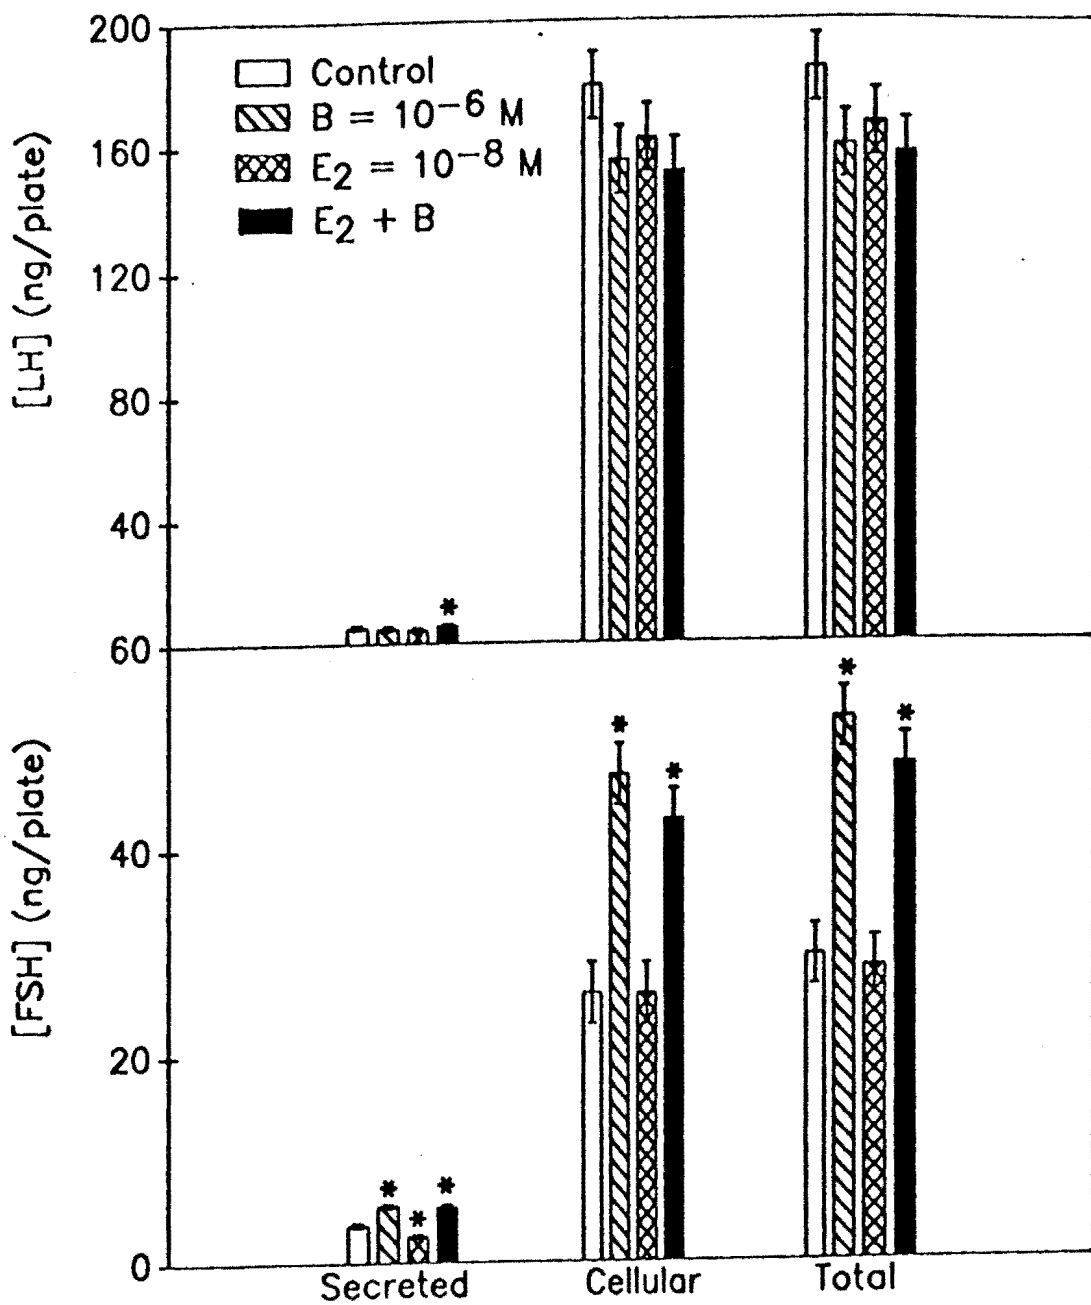 200
160
120
80
40
60
40
20
0
[LH] (ng/plate)
[FSH] (ng/plate)
Control
B = 10−6 M
E2 = 10−8 M
E2 + B
*
*
*
*
*
*
*
*
Secreted Cellular Total